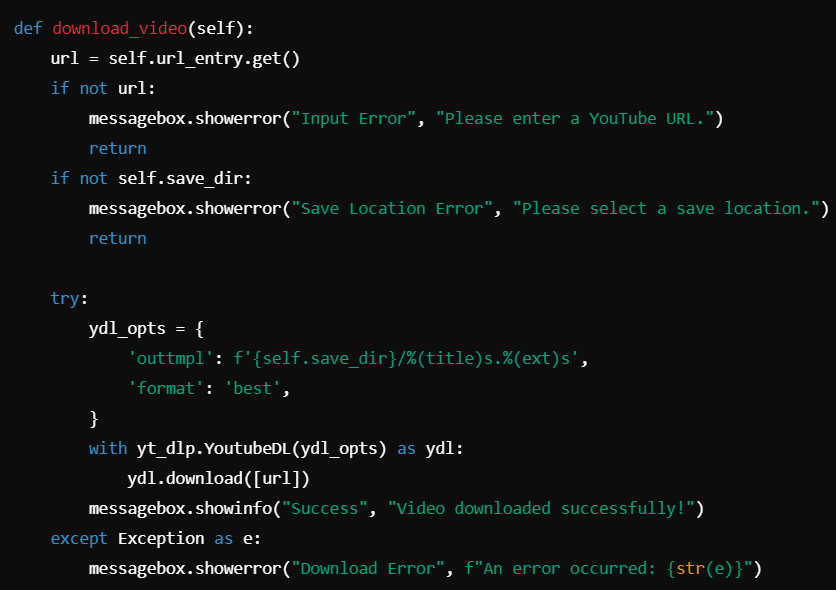 def download_video(self):
    url = self.url_entry.get()
    if not url:
        messagebox.showerror("Input Error", "Please enter a YouTube URL.")
        return
    if not self.save_dir:
        messagebox.showerror("Save Location Error", "Please select a save location.")
        return

    try:
        ydl_opts = {
            'outtmpl': f'{self.save_dir}/%(title)s.%(ext)s',
            'format': 'best',
        }
        with yt_dlp.YoutubeDL(ydl_opts) as ydl:
            ydl.download([url])
        messagebox.showinfo("Success", "Video downloaded successfully!")
    except Exception as e:
        messagebox.showerror("Download Error", f"An error occurred: {str(e)}")